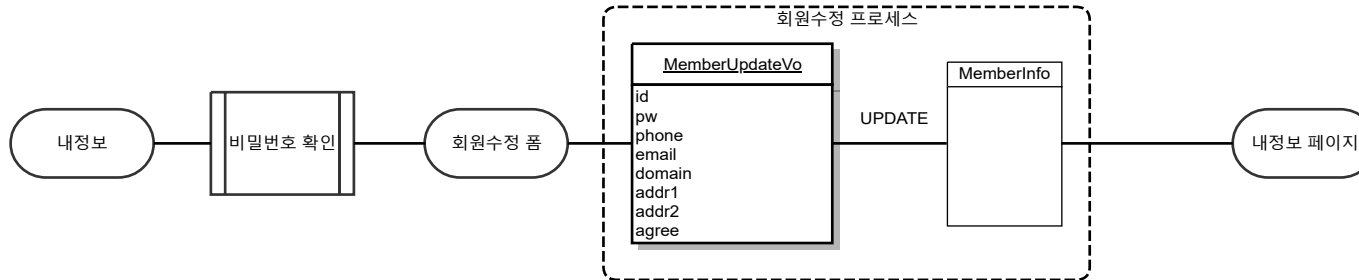 회원수정 프로세스
내정보
비밀번호 확인
회원수정 폼
MemberUpdateVo
id
pw
phone
email
domain
addr1
addr2
agree
UPDATE
MemberInfo
내정보 페이지